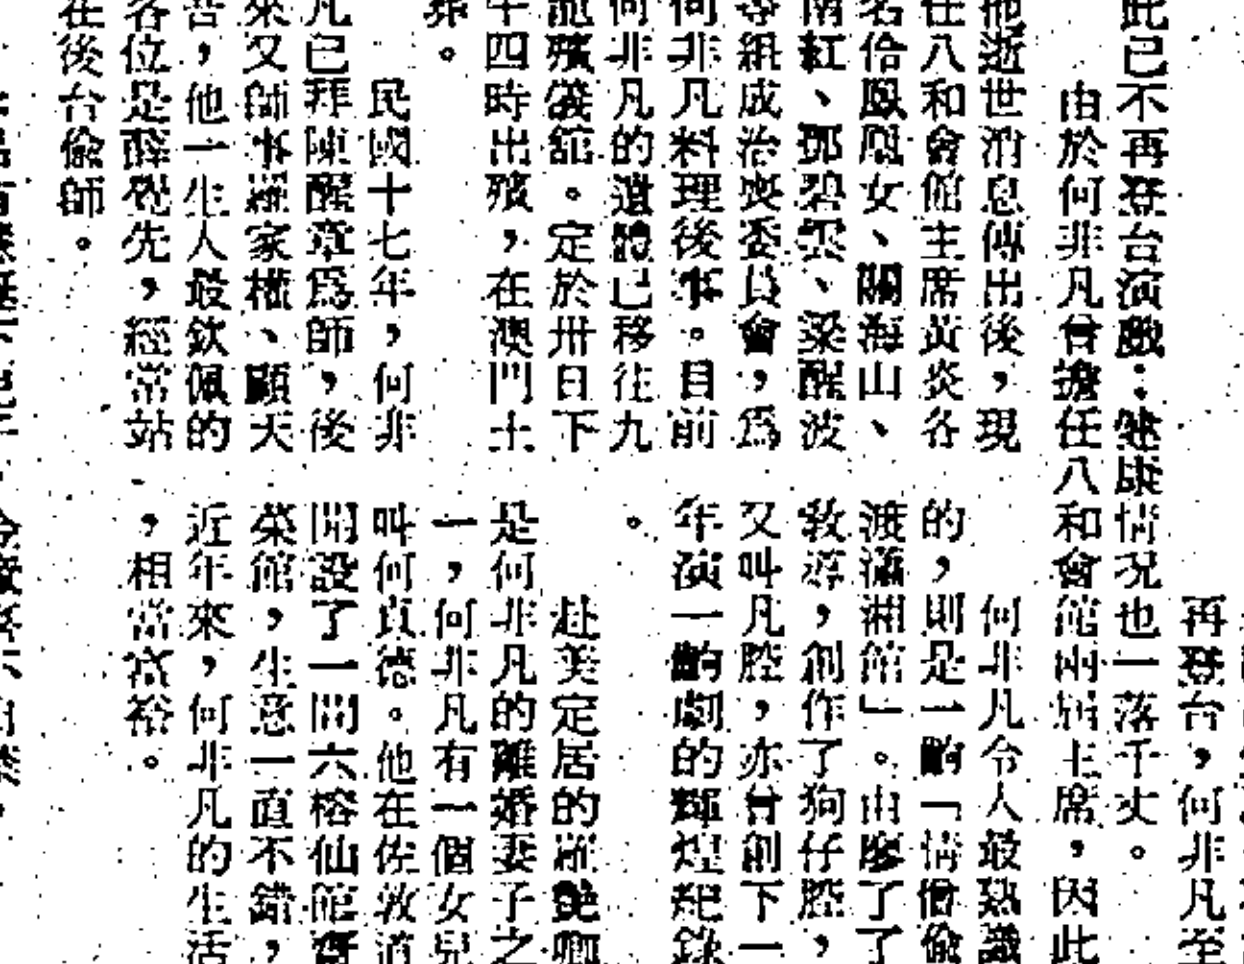 再登台，何非凡至
此已不再登台演戲：健康情況也一落千丈。
由於何非凡曾擔任八和會館兩屆主席，因此
他逝世消息傳出後，現
任八和會館主席黃炎各
名伶鳳凰女、關海山、
南紅、鄧碧雲、梁醒波
等組成治喪委員會，為
何非凡料理後事。目前
何非凡的遺體已移往九
龍殯儀館。定於卅日下
午四時出殯，在澳門土
葬。
民國十七年，何非
凡已拜陳醒章為師，後
來又師事羅家權、顯天
，他一生人最欽佩的
各位是薛覺先，經常站
在後台偷師。
何非凡令人最熟識
的，則是一齣「情僧偷
渡瀟湘館」。由廖了了
教導，創作了狗仔腔，
又叫凡腔，亦曾創下一
年演一齣劇的輝煌紀錄
。
赴美定居的羅艷卿
是何非凡的離婚妻子之
一，何非凡有一個女兒
叫何貞德。他在佐敦道
開設了一間六榕仙館齋
菜館，生意一直不錯，
近年來，何非凡的生活
，相當富裕。